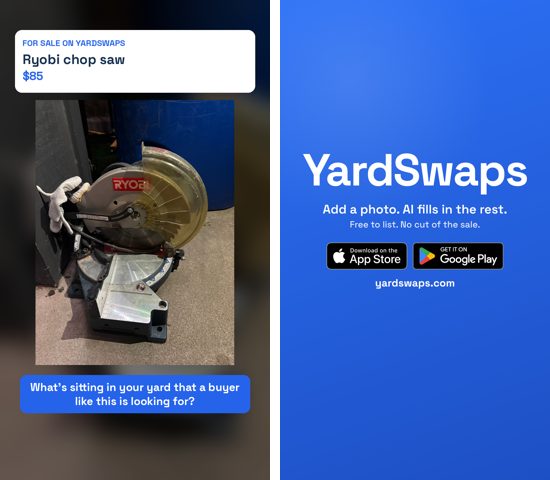 FOR SALE ON YARDSWAPS
Ryobi chop saw
$85
RYOBI
What's sitting in your yard that a buyer
like this is looking for?
YardSwaps
Add a photo. AI fills in the rest.
Free to list. No cut of the sale.
Download on the
App Store
GET IT ON
Google Play
yardswaps.com